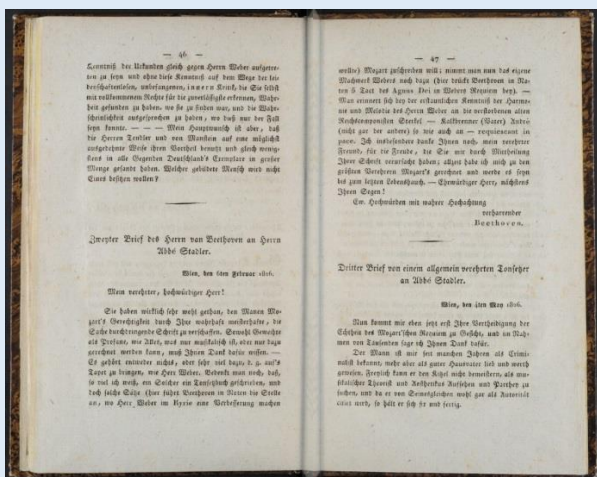 — 46 —
Kenntniß der Urkunden gleich gegen Herrn Weber aufgetre-
ten zu seyn und ohne diese Kenntniß auf dem Wege der lei-
denschaftlosen, unbefangenen, innern Kritik, die Sie selbst
mit vollkommenen Rechte für die zuverlässigste erkennen, Wahr-
heit gefunden zu haben, wo sie zu finden war, und die Wahr-
scheinlichkeit ausgesprochen zu haben, wo bloß nur der Fall
seyn konnte. — — — Mein Hauptwunsch ist aber, daß
die Herren Tendler und von Manstein auf eine möglichst
ausgedehnte Weise ihren Vortheil benutzt und gleich wenig-
stens in alle Gegenden Deutschland's Exemplare in großer
Menge gesandt haben. Welcher gebildete Mensch wird nicht
Eines besitzen wollen?
Zweyter Brief des Herrn van Beethoven an Herrn
Abbé Stadler.
Wien, den 6ten Februar 1826.
Mein verehrter, hochwürdiger Herr!
Sie haben wirklich sehr wohl gethan, den Manen Mo-
zart's Gerechtigkeit durch Ihre wahrhaft meisterhafte, die
Sache durchdringende Schrift zu verschaffen. Sowohl Geweihte
als Profane, wie Alles, was nur musikalisch ist, oder nur dazu
gerechnet werden kann, muß Ihnen Dank dafür wissen. —
Es gehört entweder nichts, oder sehr viel dazu, d. g. auf's
Tapet zu bringen, wie Herr Weber. Bedenkt man noch, daß,
so viel ich weiß, ein Solcher ein Tonsetzbuch geschrieben, und
doch solche Sätze (hier führt Beethoven in Noten die Stelle
an, wo Herr Weber im Kyrie eine Verbesserung machen
— 47 —
wollte) Mozart zuschreiben will; nimmt man nun das eigene
Machwerk Webers noch dazu (hier drückt Beethoven in No-
ten 6 Tact des Agnus Dei in Webers Requiem bey). —
Man erinnert sich bey der erstaunlichen Kenntniß der Harmo-
nie und Melodie des Herrn Weber an die verstorbenen alten
Reichscomponisten Sterkel — Kalkbrenner (Vater) André
(nicht gar der andere) so wie auch an — requiescant in
pace. Ich insbesondere danke Ihnen noch, mein verehrter
Freund, für die Freude, die Sie mir durch Mittheilung
Ihrer Schrift verursacht haben; allzeit habe ich mich zu den
größten Verehrern Mozart's gerechnet und werde es seyn
bis zum letzten Lebenshauch. — Ehrwürdiger Herr, nächstens
Ihren Segen!
Ew. Hochwürden mit wahrer Hochachtung
verharrender
Beethoven.
Dritter Brief von einem allgemein verehrten Tonsetzer
an Abbé Stadler.
Wien, den 4ten May 1826.
Nun kommt mir eben jetzt erst Ihre Vertheidigung der
Echtheit des Mozart'schen Requiem zu Gesicht, und im Nah-
men von Tausenden sage ich Ihnen Dank dafür.
Der Mann ist mir seit manchen Jahren als Crimi-
nalist bekannt, mehr aber als guter Hausvater lieb und werth
gewesen. Freylich kann er den Kitzel nicht bemeistern, als mu-
sikalischer Theorist und Aesthetikus Aufsehen und Parthey zu
suchen, und da er von Seinesgleichen wohl gar als Autorität
citirt wird, so hält er sich fix und fertig.